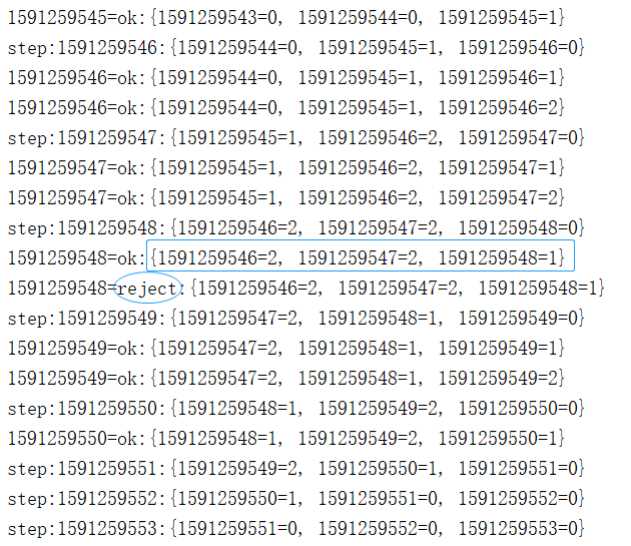 1591259545=ok:{1591259543=0, 1591259544=0, 1591259545=1}
step:1591259546:{1591259544=0, 1591259545=1, 1591259546=0}
1591259546=ok:{1591259544=0, 1591259545=1, 1591259546=1}
1591259546=ok:{1591259544=0, 1591259545=1, 1591259546=2}
step:1591259547:{1591259545=1, 1591259546=2, 1591259547=0}
1591259547=ok:{1591259545=1, 1591259546=2, 1591259547=1}
1591259547=ok:{1591259545=1, 1591259546=2, 1591259547=2}
step:1591259548:{1591259546=2, 1591259547=2, 1591259548=0}
1591259548=ok:{1591259546=2, 1591259547=2, 1591259548=1}
1591259548=reject:{1591259546=2, 1591259547=2, 1591259548=1}
step:1591259549:{1591259547=2, 1591259548=1, 1591259549=0}
1591259549=ok:{1591259547=2, 1591259548=1, 1591259549=1}
1591259549=ok:{1591259547=2, 1591259548=1, 1591259549=2}
step:1591259550:{1591259548=1, 1591259549=2, 1591259550=0}
1591259550=ok:{1591259548=1, 1591259549=2, 1591259550=1}
step:1591259551:{1591259549=2, 1591259550=1, 1591259551=0}
step:1591259552:{1591259550=1, 1591259551=0, 1591259552=0}
step:1591259553:{1591259551=0, 1591259552=0, 1591259553=0}